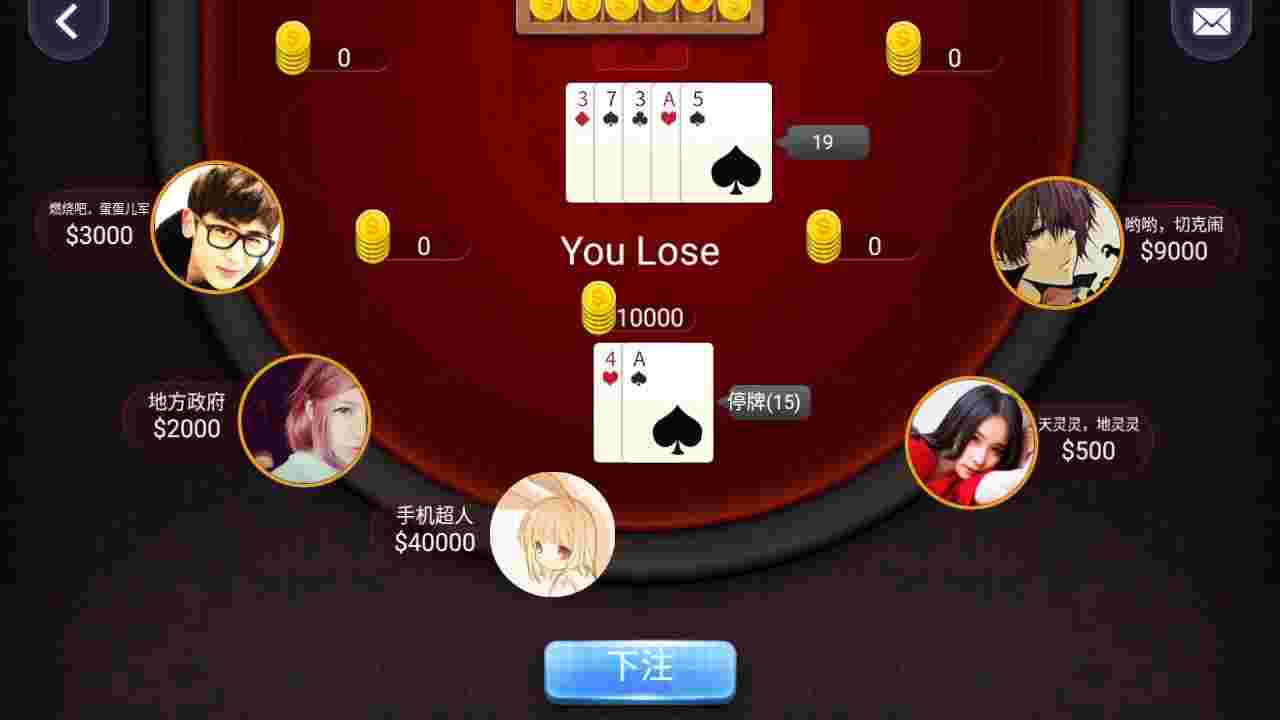 0
0
3 7 3 A 5
19
燃烧吧，蛋蛋儿军
$3000
0
You Lose
0
哟哟，切克闹
$9000
10000
4 A
停牌(15)
地方政府
$2000
天灵灵，地灵灵
$500
手机超人
$40000
下注